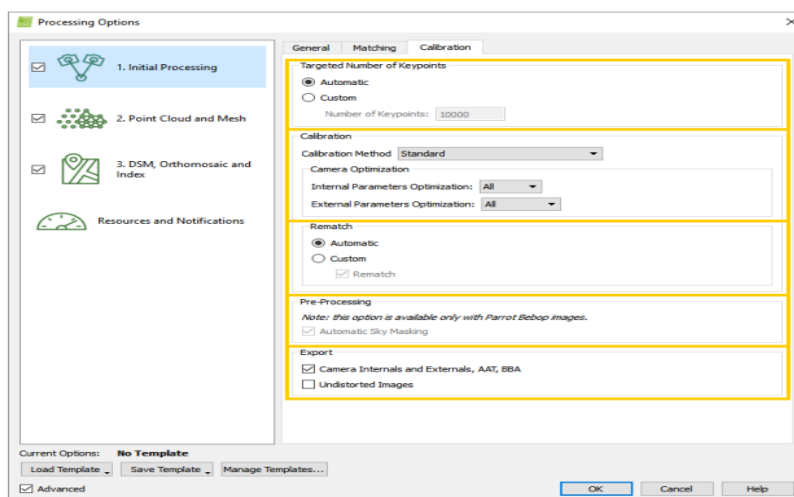 Processing Options
1. Initial Processing
2. Point Cloud and Mesh
3. DSM, Orthomosaic and
Index
Resources and Notifications
General Matching Calibration
Targeted Number of Keypoints
Automatic
Custom
Number of Keypoints: 10000
Calibration
Calibration Method Standard
Camera Optimization
Internal Parameters Optimization: All
External Parameters Optimization: All
Rematch
Automatic
Custom
Rematch
Pre-Processing
Note: this option is available only with Parrot Bebop images.
Automatic Sky Masking
Export
Camera Internals and Externals, AAT, BBA
Undistorted Images
Current Options: No Template
Load Template Save Template Manage Templates...
Advanced
OK Cancel Help